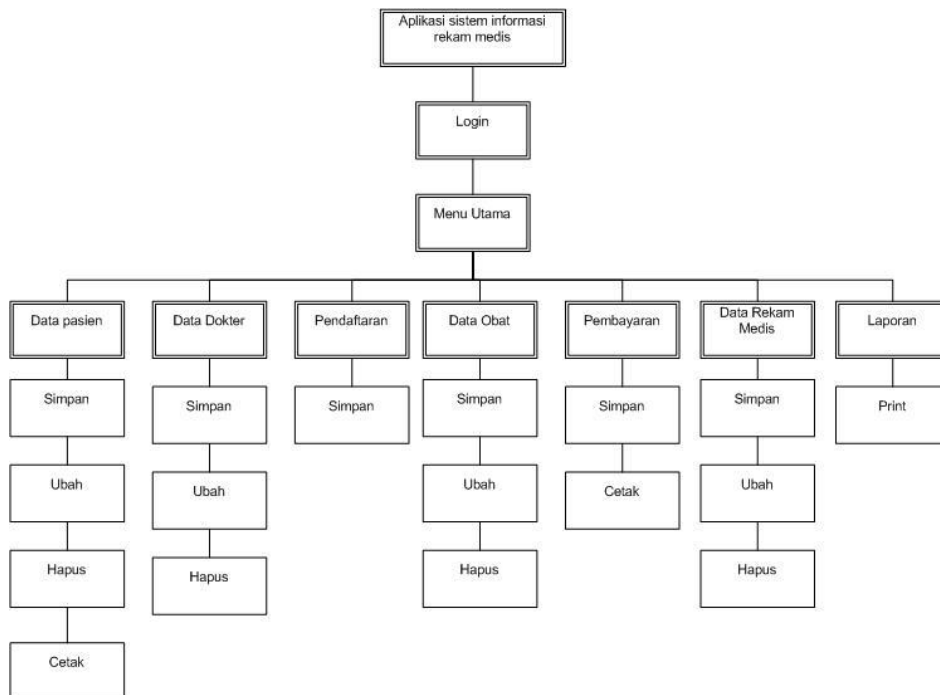 Aplikasi sistem informasi
rekam medis
Login
Menu Utama
Data pasien
Data Dokter
Pendaftaran
Data Obat
Pembayaran
Data Rekam
Medis
Laporan
Simpan
Simpan
Simpan
Simpan
Simpan
Simpan
Print
Ubah
Ubah
Ubah
Cetak
Ubah
Hapus
Hapus
Hapus
Hapus
Cetak